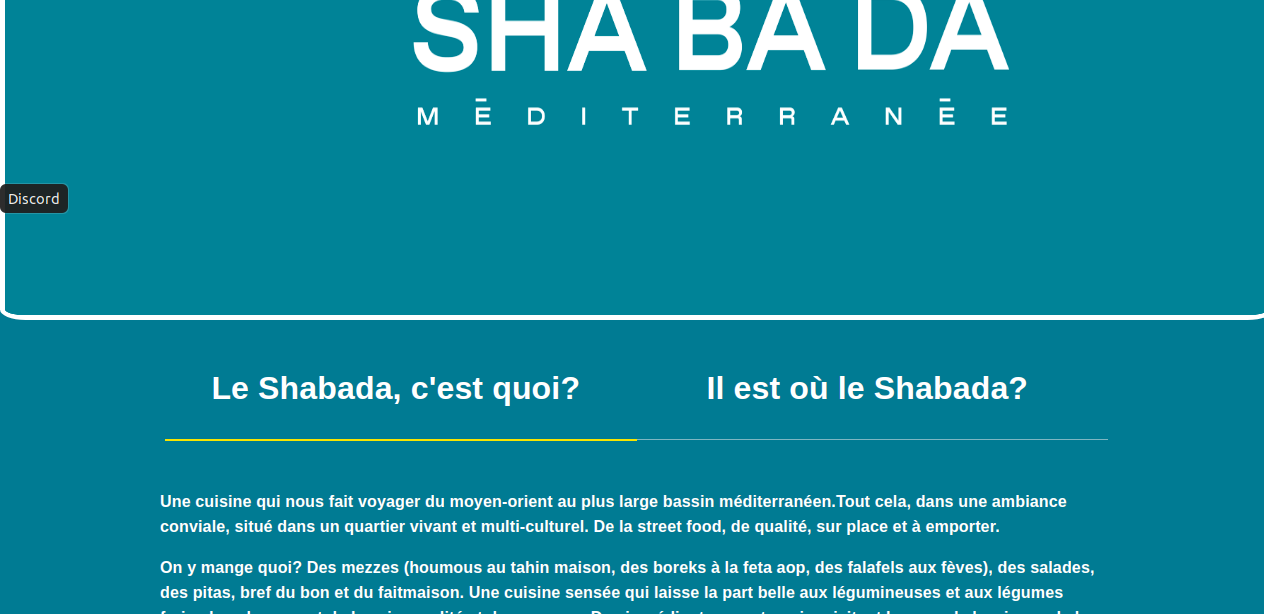 SHA BA DA
MĒDITERRANĒE
Discord
Le Shabada, c'est quoi?
Il est où le Shabada?
Une cuisine qui nous fait voyager du moyen-orient au plus large bassin méditerranéen.Tout cela, dans une ambiance
conviale, situé dans un quartier vivant et multi-culturel. De la street food, de qualité, sur place et à emporter.
On y mange quoi? Des mezzes (houmous au tahin maison, des boreks à la feta aop, des falafels aux fèves), des salades,
des pitas, bref du bon et du faitmaison. Une cuisine sensée qui laisse la part belle aux légumineuses et aux légumes